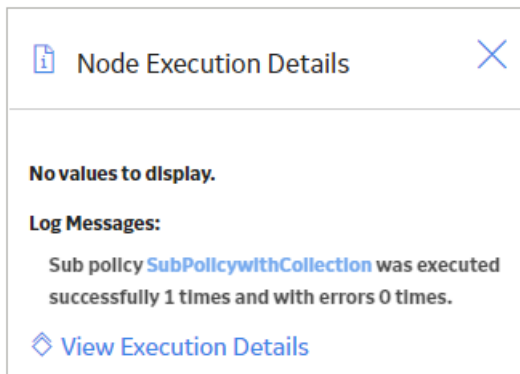 Node Execution Details
No values to display.
Log Messages:
Sub policy SubPolicywithCollection was executed
successfully 1 times and with errors 0 times.
View Execution Details